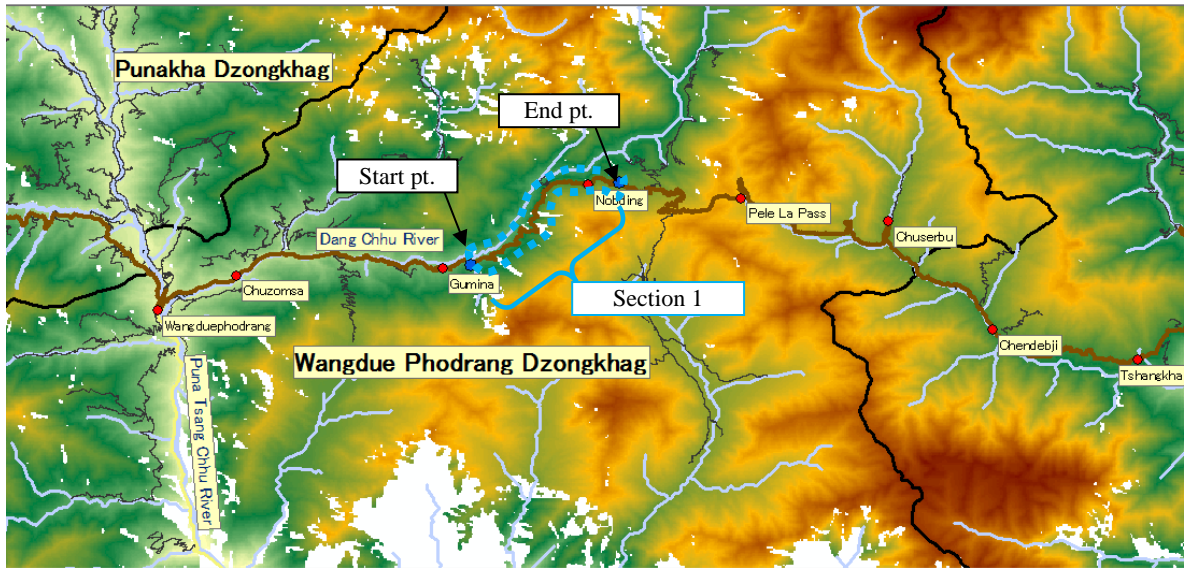 Punakha Dzongkhag
End pt.
Start pt.
Nobding
Pele La Pass
Chuserbu
Dang Chhu River
Gumina
Chuzomsa
Section 1
Wangduephodrang
Chendebji
Wangdue Phodrang Dzongkhag
Tshangkha
Puna Tsang Chhu River